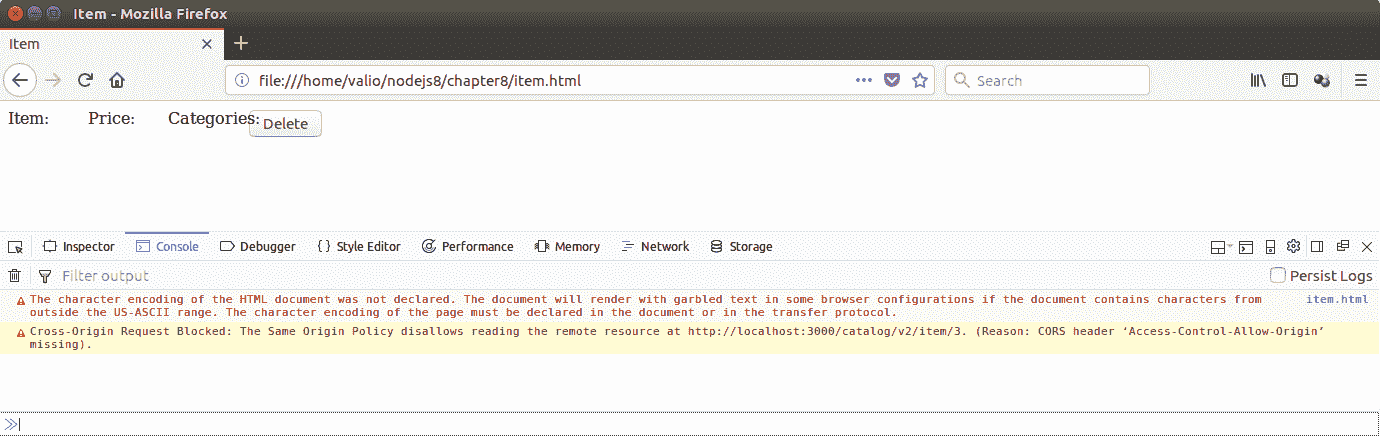 Item - Mozilla Firefox
Item
file:///home/valio/nodejs8/chapter8/item.html
Search
Item: Price: Categories: Delete
Inspector Console Debugger Style Editor Performance Memory Network Storage
Filter output Persist Logs
The character encoding of the HTML document was not declared. The document will render with garbled text in some browser configurations if the document contains characters from item.html
outside the US-ASCII range. The character encoding of the page must be declared in the document or in the transfer protocol.
Cross-Origin Request Blocked: The Same Origin Policy disallows reading the remote resource at http://localhost:3000/catalog/v2/item/3. (Reason: CORS header ‘Access-Control-Allow-Origin’
missing).